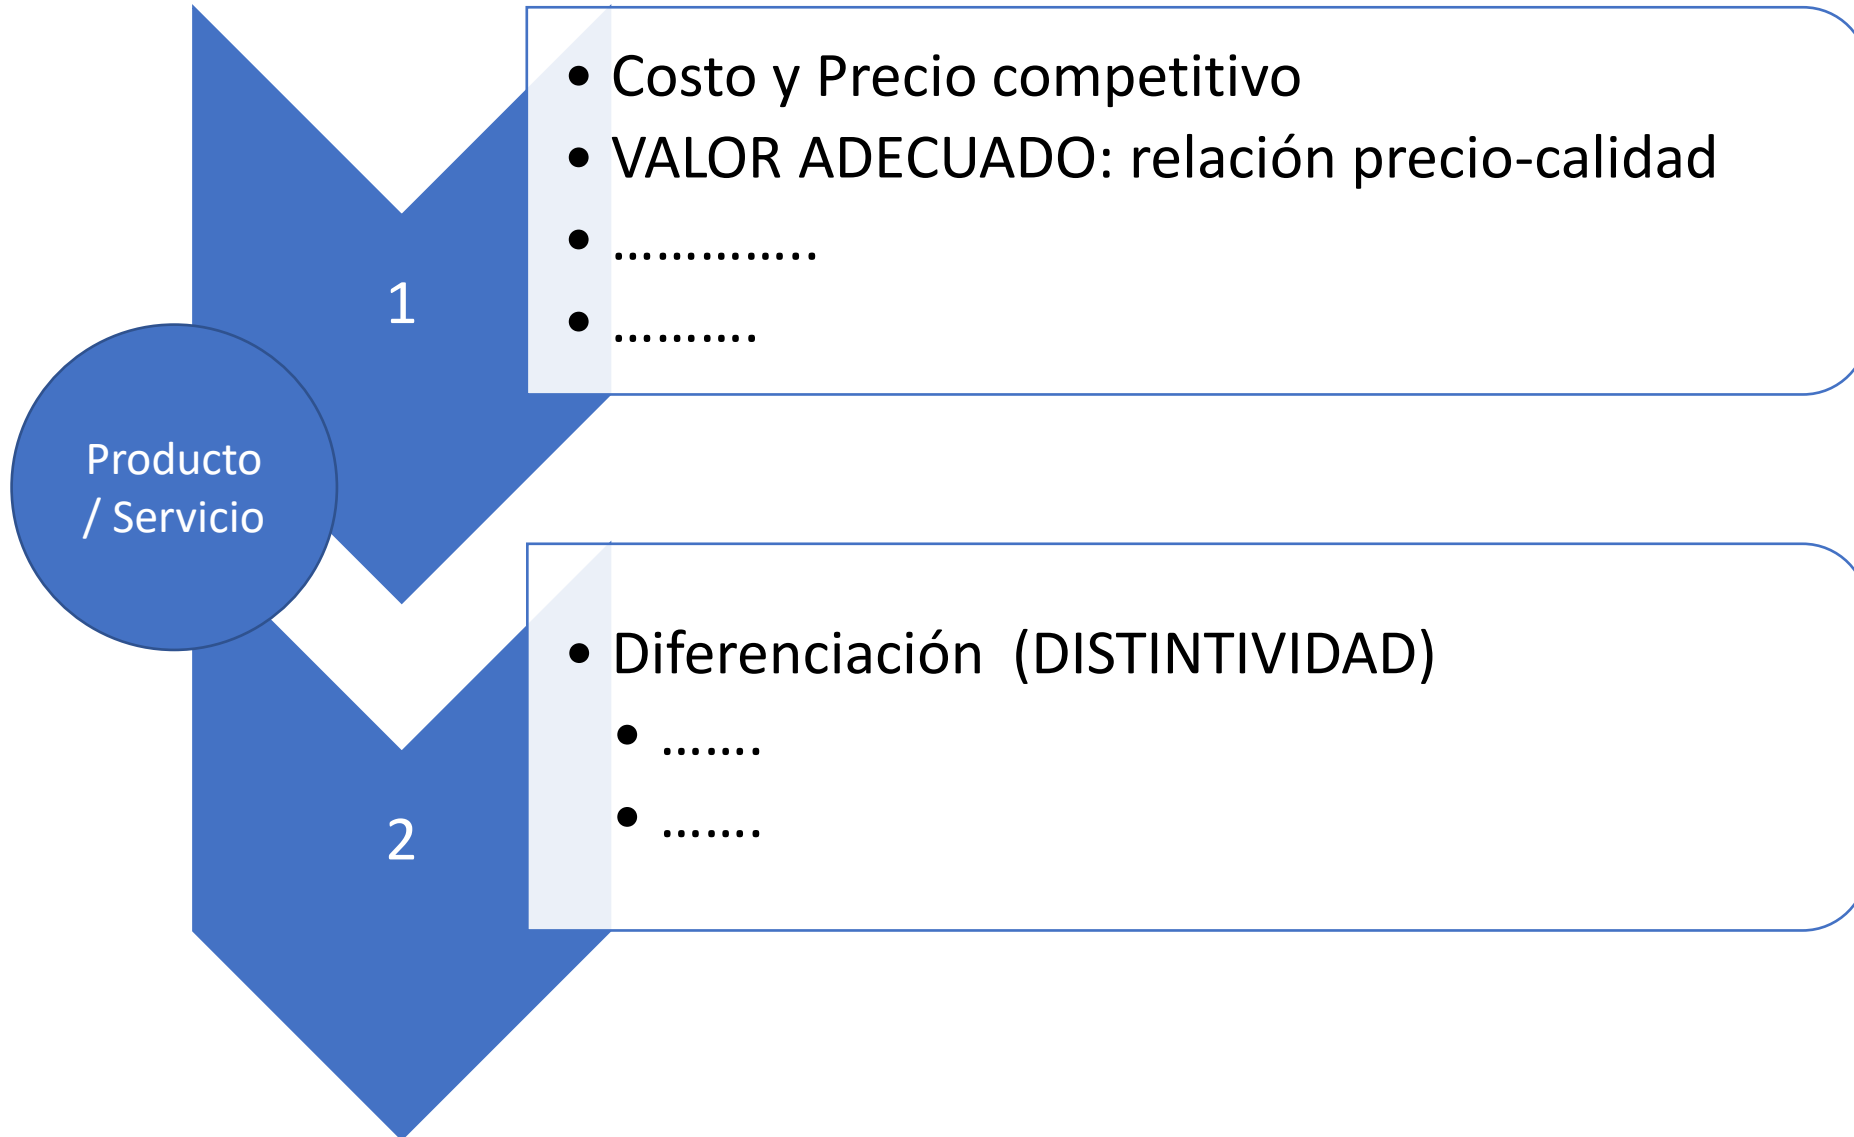 • Costo y Precio competitivo
• VALOR ADECUADO: relación precio-calidad
• …………..
• ……….
1
Producto
/ Servicio
• Diferenciación  (DISTINTIVIDAD)
• …….
• …….
2